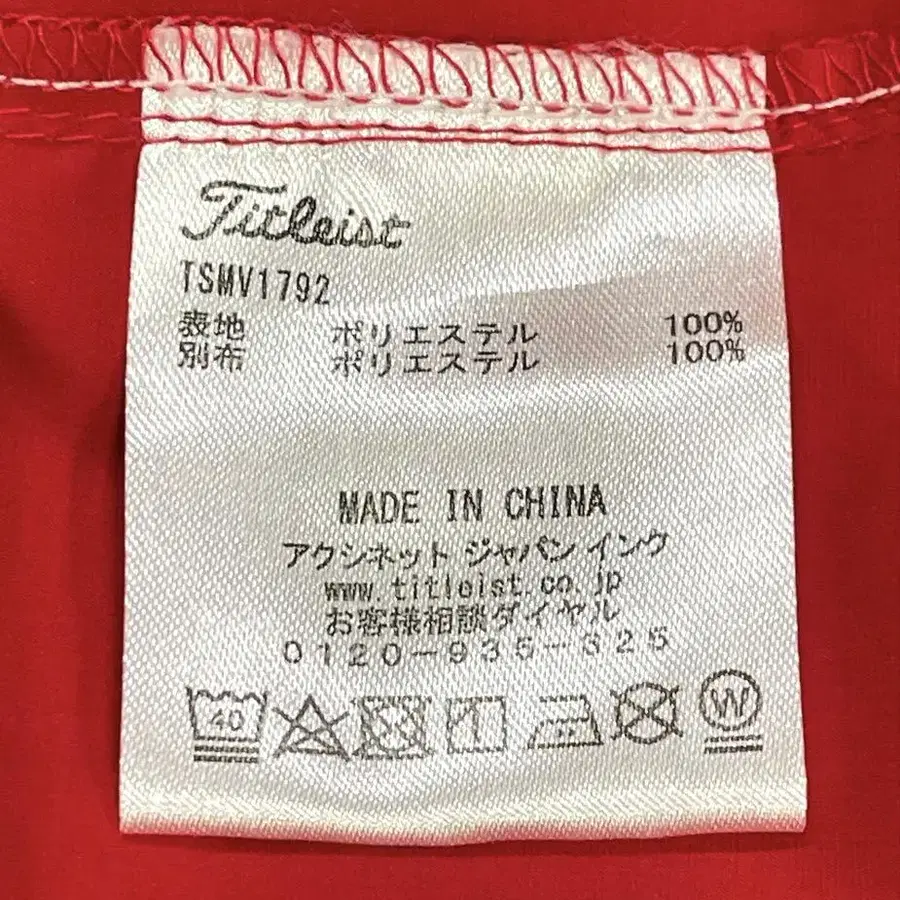 Titleist
TSMV1792
表地 ポリエステル 100%
別布 ポリエステル 100%
MADE IN CHINA
アクシネット ジャパン インク
www.titleist.co.jp
お客様相談ダイヤル
0120-935-325
40
W